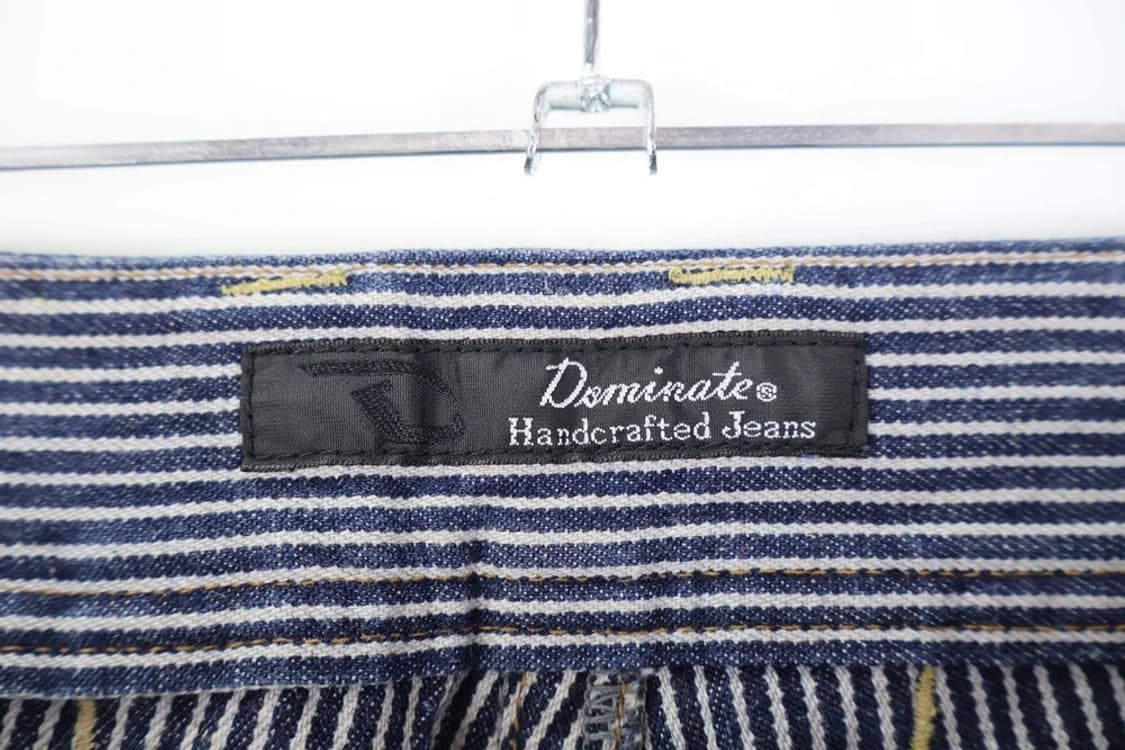 Dominate Ⓢ
Handcrafted Jeans